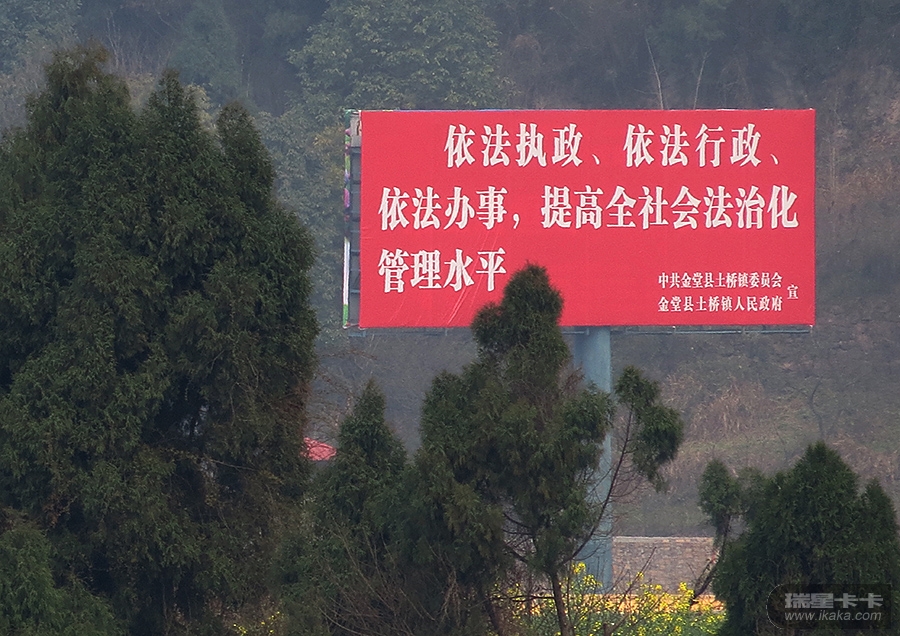 依法执政、依法行政、
依法办事，提高全社会法治化
管理水平
中共金堂县土桥镇委员会
金堂县土桥镇人民政府
宣
瑞星卡卡
www.ikaka.com